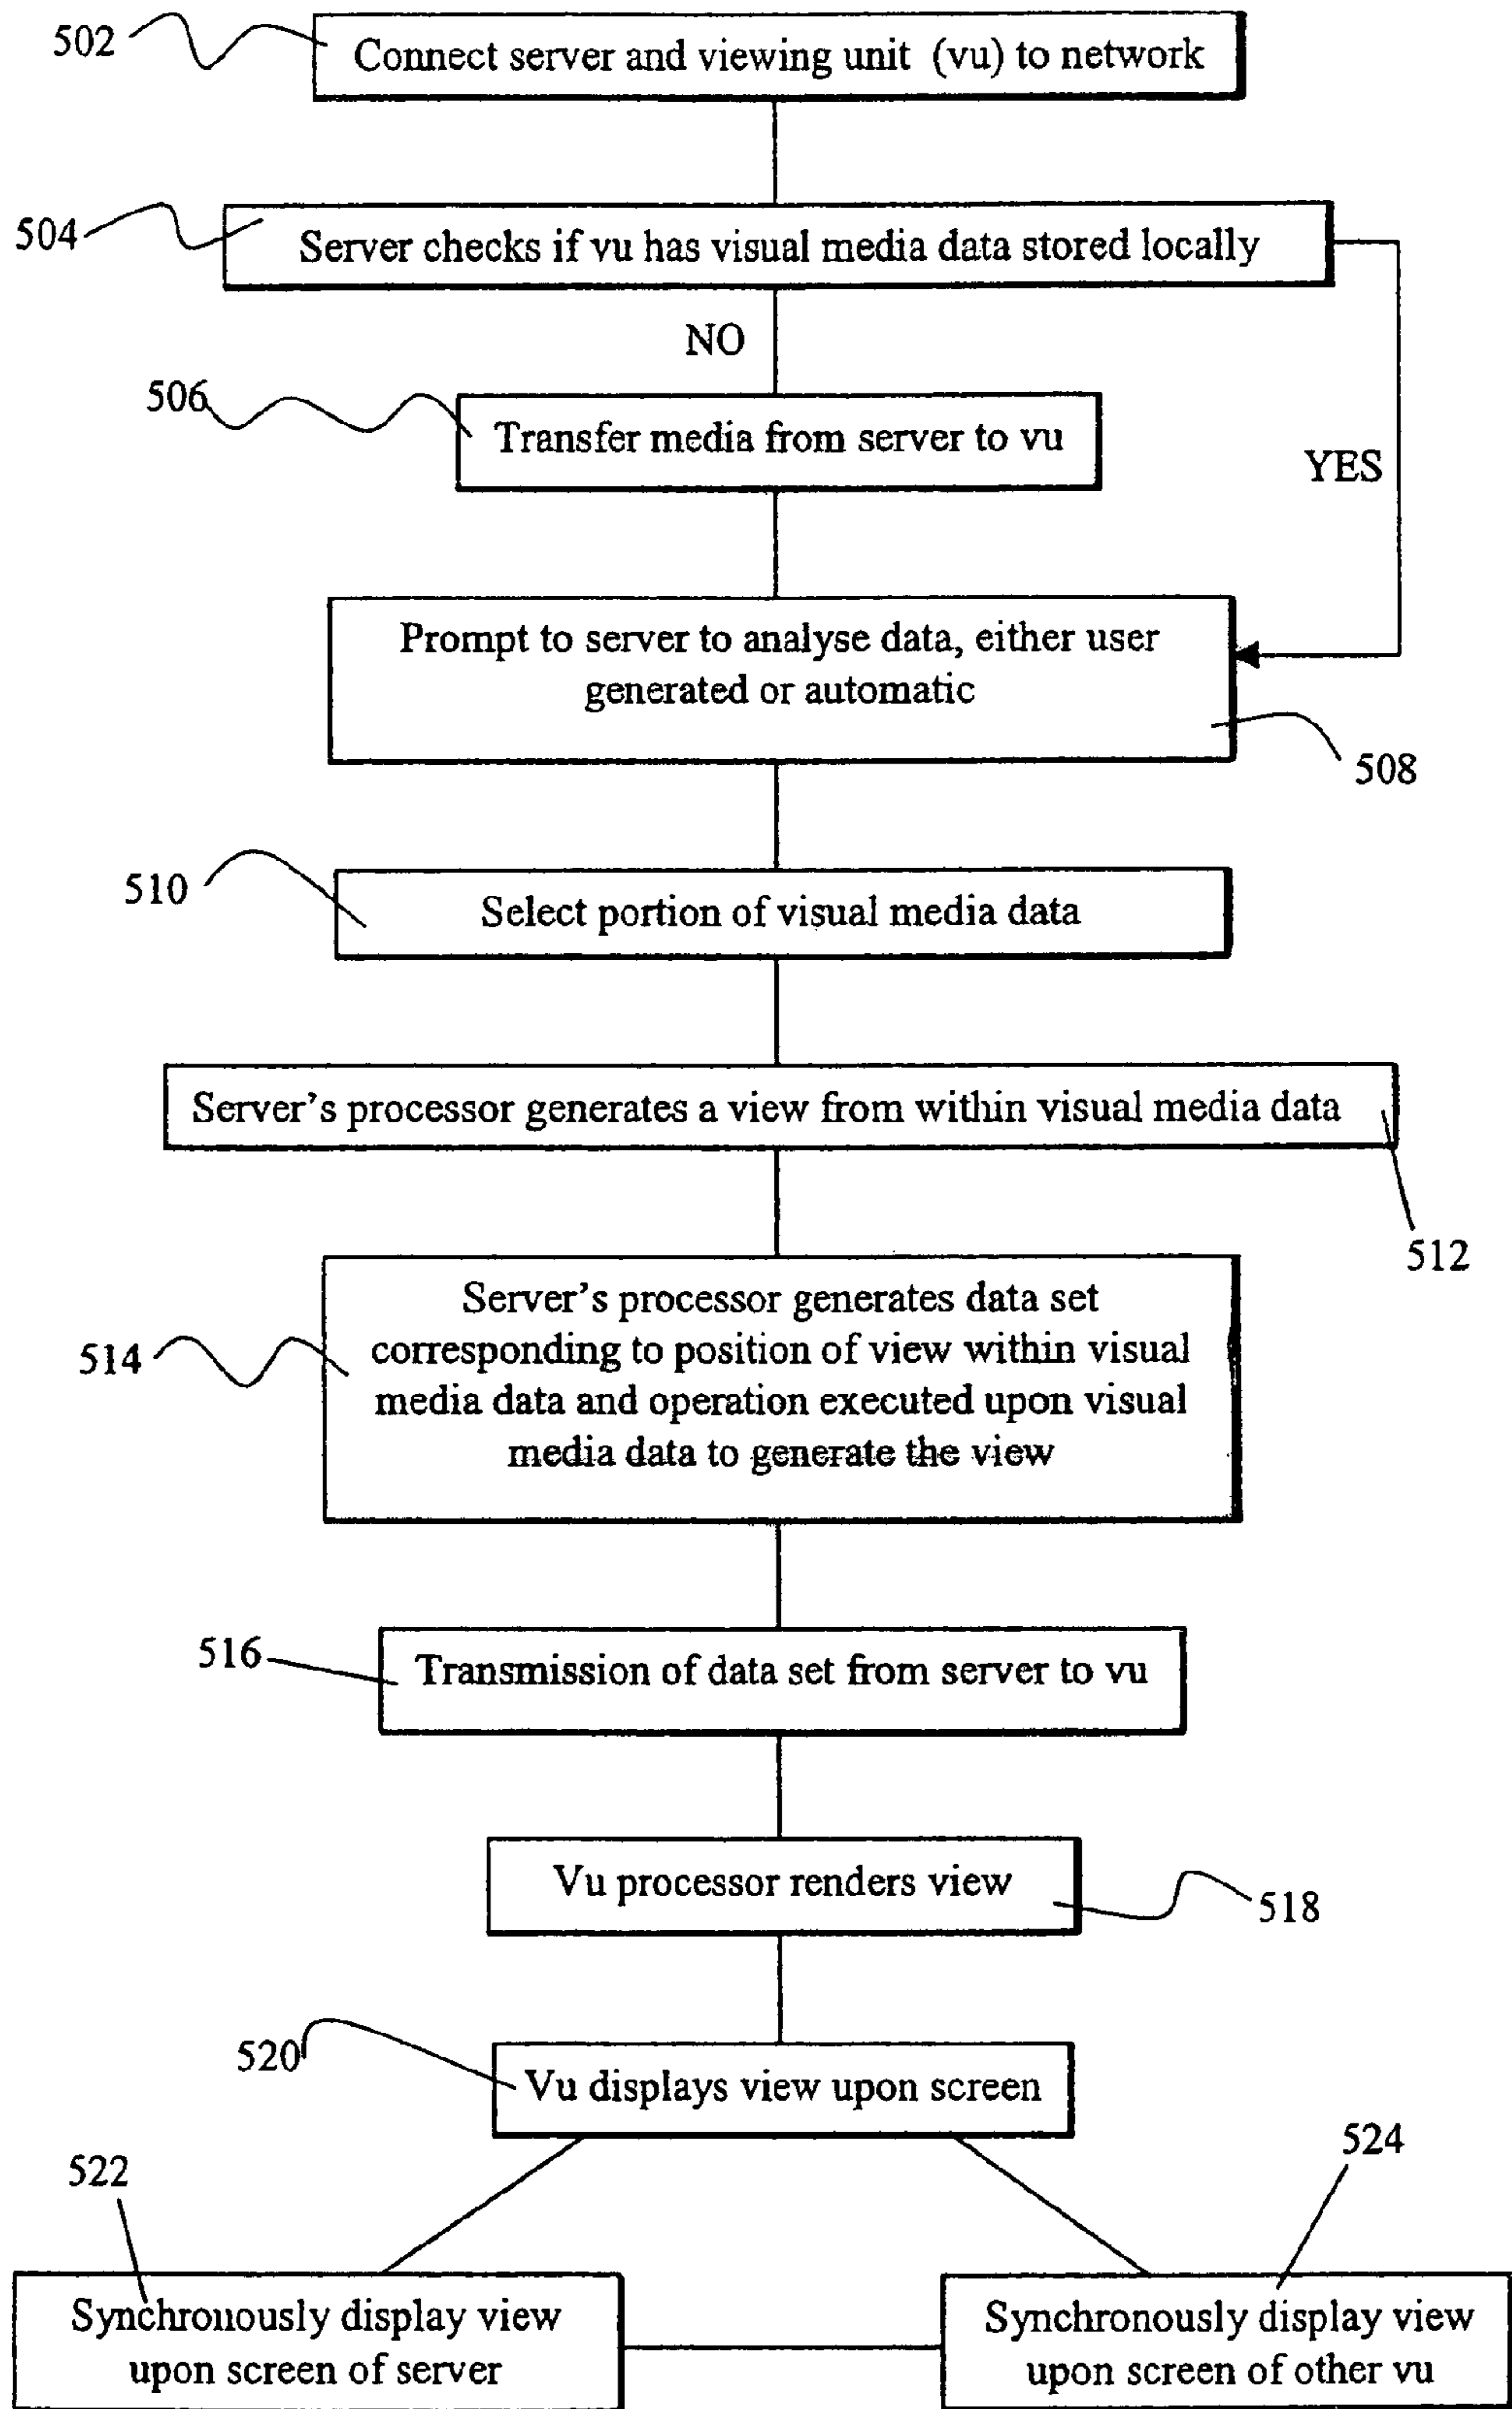 502
Connect server and viewing unit (vu) to network
504
Server checks if vu has visual media data stored locally
NO
506
Transfer media from server to vu
YES
Prompt to server to analyse data, either user
generated or automatic
508
510
Select portion of visual media data
Server's processor generates a view from within visual media data
512
Server's processor generates data set
corresponding to position of view within visual
media data and operation executed upon visual
media data to generate the view
514
516
Transmission of data set from server to vu
Vu processor renders view
518
520
Vu displays view upon screen
522
524
Synchronously display view
upon screen of server
Synchronously display view
upon screen of other vu